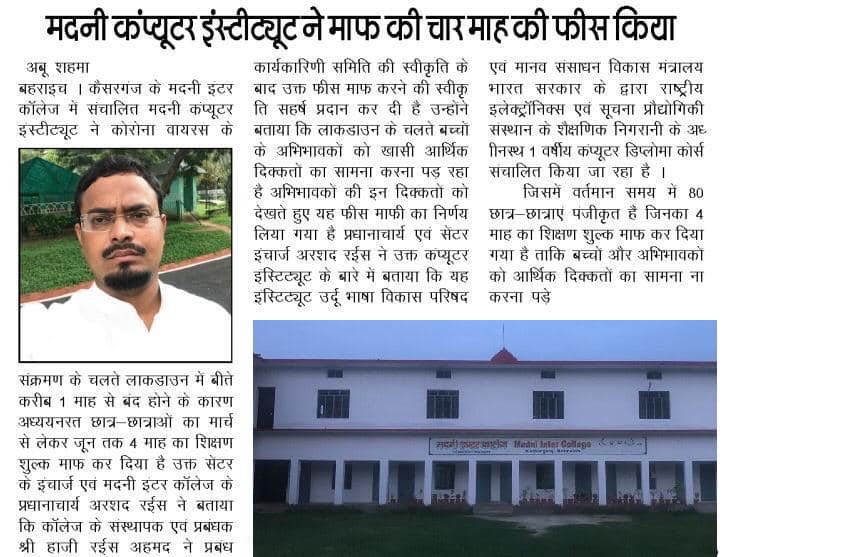 मदनी कंप्यूटर इंस्टीट्यूट ने माफ की चार माह की फीस किया
अबू शहमा
बहराइच । कैसरगंज के मदनी इंटर
कॉलेज में संचालित मदनी कंप्यूटर
इंस्टीट्यूट ने कोरोना वायरस के
संक्रमण के चलते लाकडाउन में बीते
करीब 1 माह से बंद होने के कारण
अध्ययनरत छात्र–छात्राओं का मार्च
से लेकर जून तक 4 माह का शिक्षण
शुल्क माफ कर दिया है उक्त सेंटर
के इंचार्ज एवं मदनी इंटर कॉलेज के
प्रधानाचार्य अरशद रईस ने बताया
कि कॉलेज के संस्थापक एवं प्रबंधक
श्री हाजी रईस अहमद ने प्रबंध
कार्यकारिणी समिति की स्वीकृति के
बाद उक्त फीस माफ करने की स्वीकृ
ति सहर्ष प्रदान कर दी है उन्होंने
बताया कि लाकडाउन के चलते बच्चों
के अभिभावकों को खासी आर्थिक
दिक्कतों का सामना करना पड़ रहा
है अभिभावकों की इन दिक्कतों को
देखते हुए यह फीस माफी का निर्णय
लिया गया है प्रधानाचार्य एवं सेंटर
इंचार्ज अरशद रईस ने उक्त कंप्यूटर
इंस्टिट्यूट के बारे में बताया कि यह
इंस्टिट्यूट उर्दू भाषा विकास परिषद
एवं मानव संसाधन विकास मंत्रालय
भारत सरकार के द्वारा राष्ट्रीय
इलेक्ट्रॉनिक्स एवं सूचना प्रौद्योगिकी
संस्थान के शैक्षणिक निगरानी के अध
ीनस्थ 1 वर्षीय कंप्यूटर डिप्लोमा कोर्स
संचालित किया जा रहा है ।
जिसमें वर्तमान समय में 80
छात्र–छात्राएं पंजीकृत है जिनका 4
माह का शिक्षण शुल्क माफ कर दिया
गया है ताकि बच्चों और अभिभावकों
को आर्थिक दिक्कतों का सामना ना
करना पड़े
मदनी इण्टर कालेज Madni Inter College